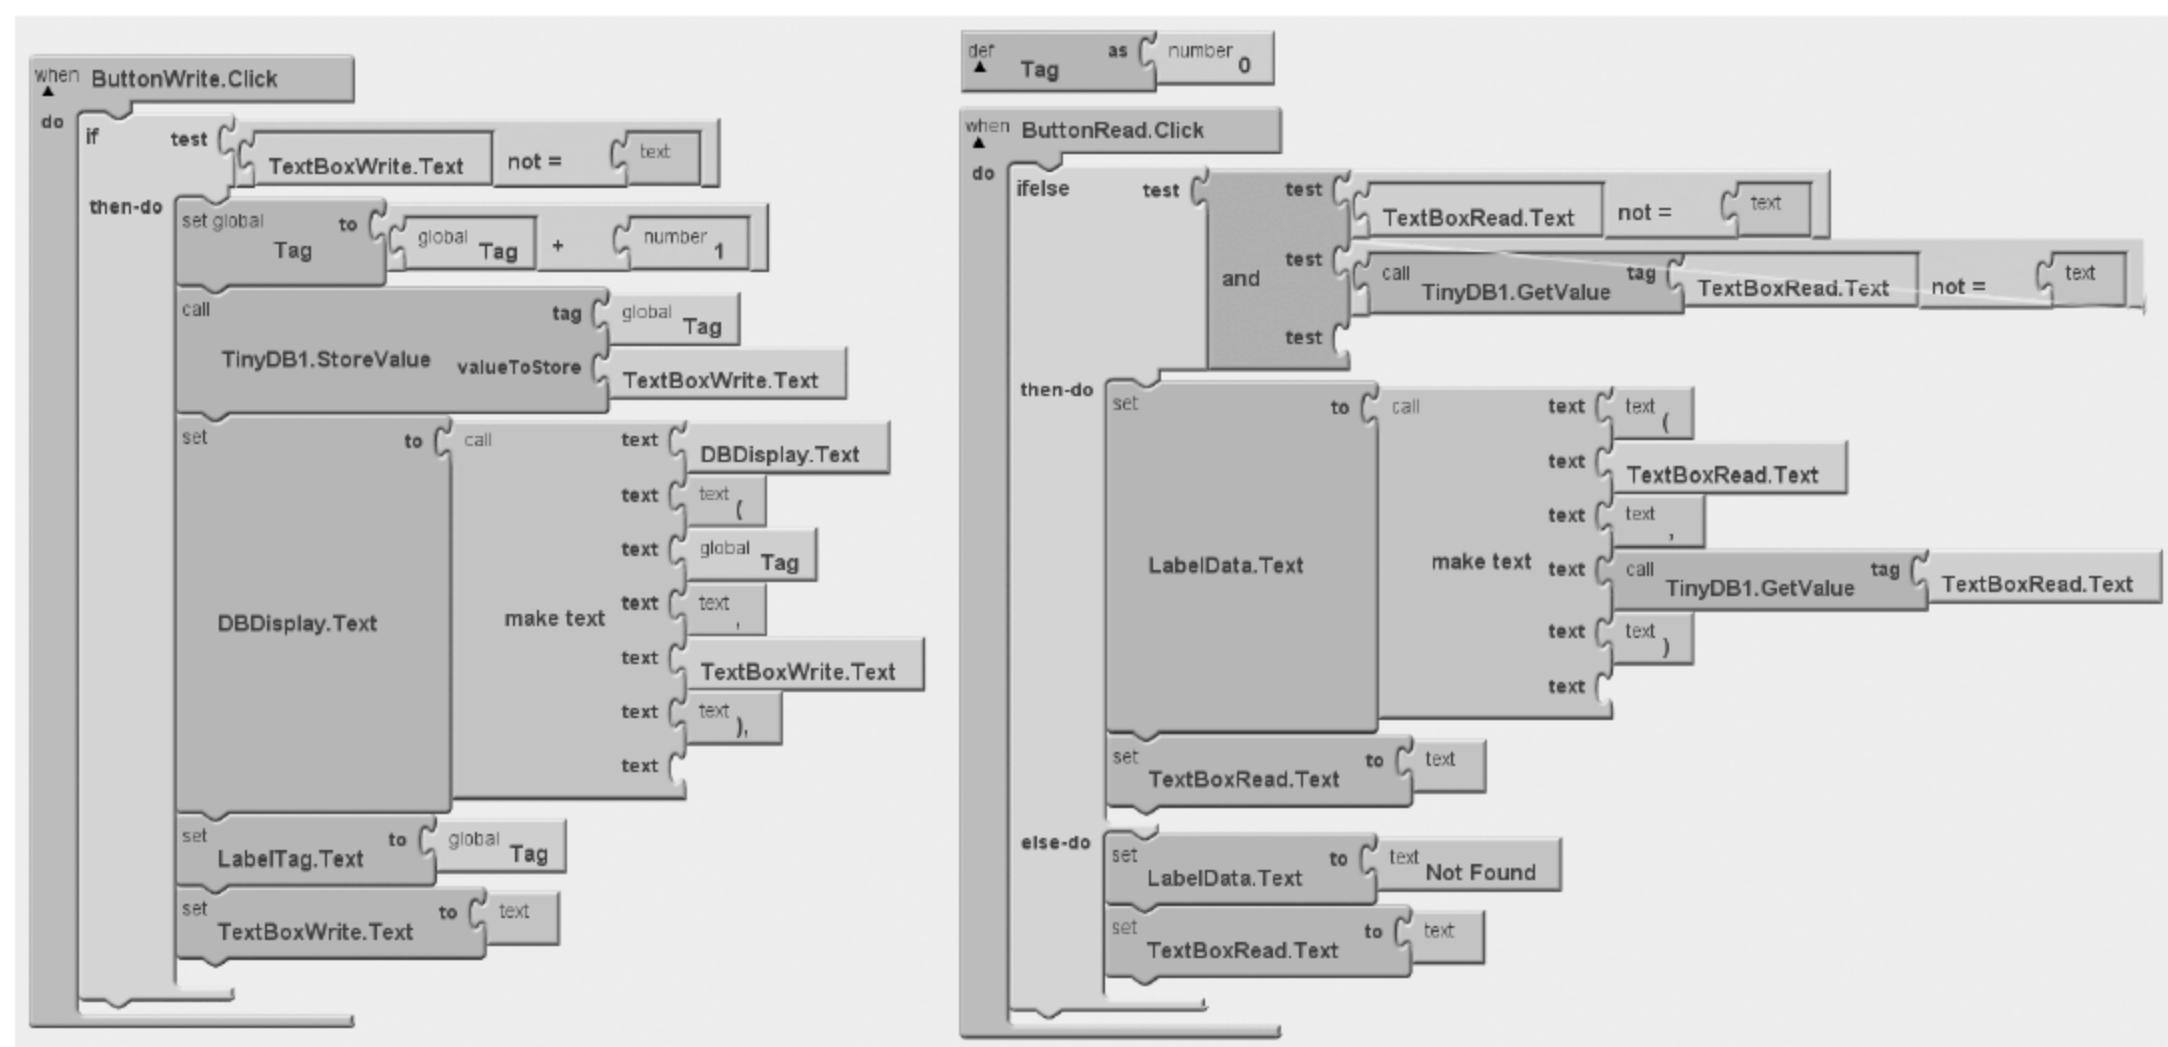 when ButtonWrite.Click
do if test TextBoxWrite.Text not = text
then-do set global Tag to global Tag + number 1
call TinyDB1.StoreValue tag global Tag
valueToStore TextBoxWrite.Text
set DBDisplay.Text to call make text text DBDisplay.Text
text text (
text global Tag
text text ,
text TextBoxWrite.Text
text text ),
text
set LabelTag.Text to global Tag
set TextBoxWrite.Text to text
def Tag as number 0
when ButtonRead.Click
do ifelse test and test TextBoxRead.Text not = text
test call TinyDB1.GetValue tag TextBoxRead.Text not = text
test
then-do set LabelData.Text to call make text text text (
text TextBoxRead.Text
text text ,
text call TinyDB1.GetValue tag TextBoxRead.Text
text text )
text
set TextBoxRead.Text to text
else-do set LabelData.Text to text Not Found
set TextBoxRead.Text to text